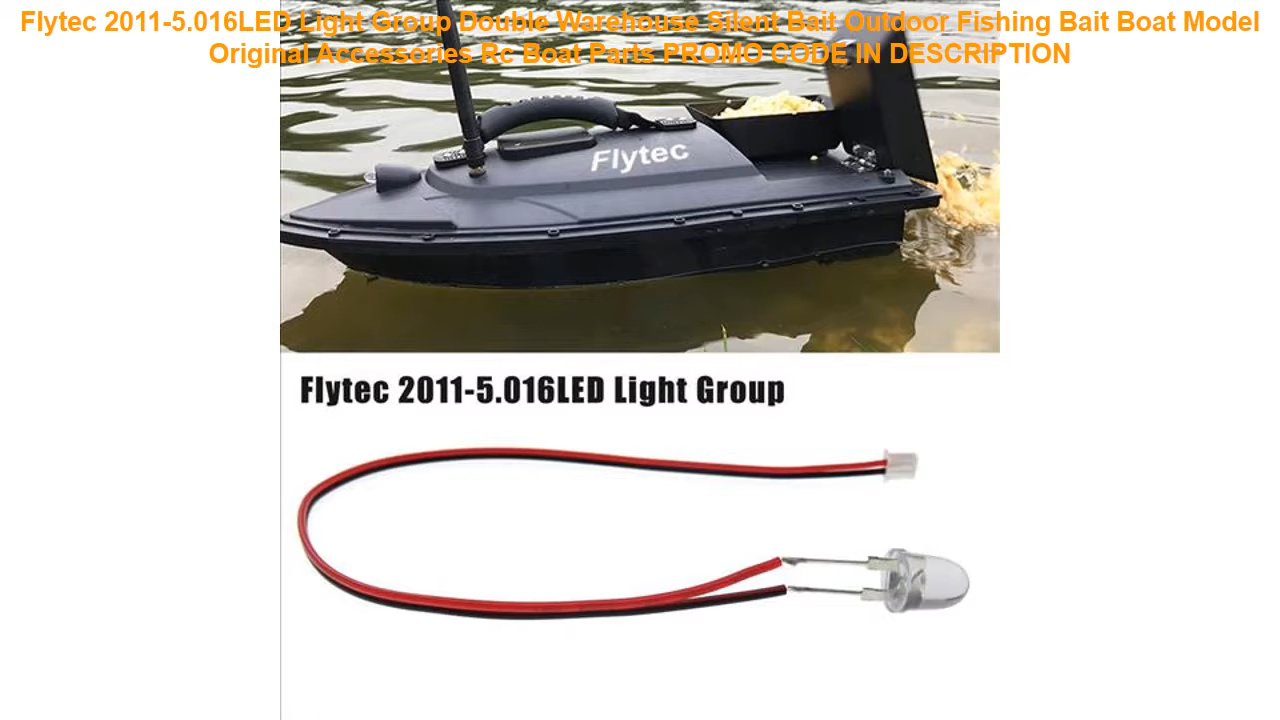 Flytec 2011-5.016LED Light Group Double Warehouse Silent Bait Outdoor Fishing Bait Boat Model
Original Accessories Rc Boat Parts PROMO CODE IN DESCRIPTION
Flytec
Flytec 2011-5.016LED Light Group